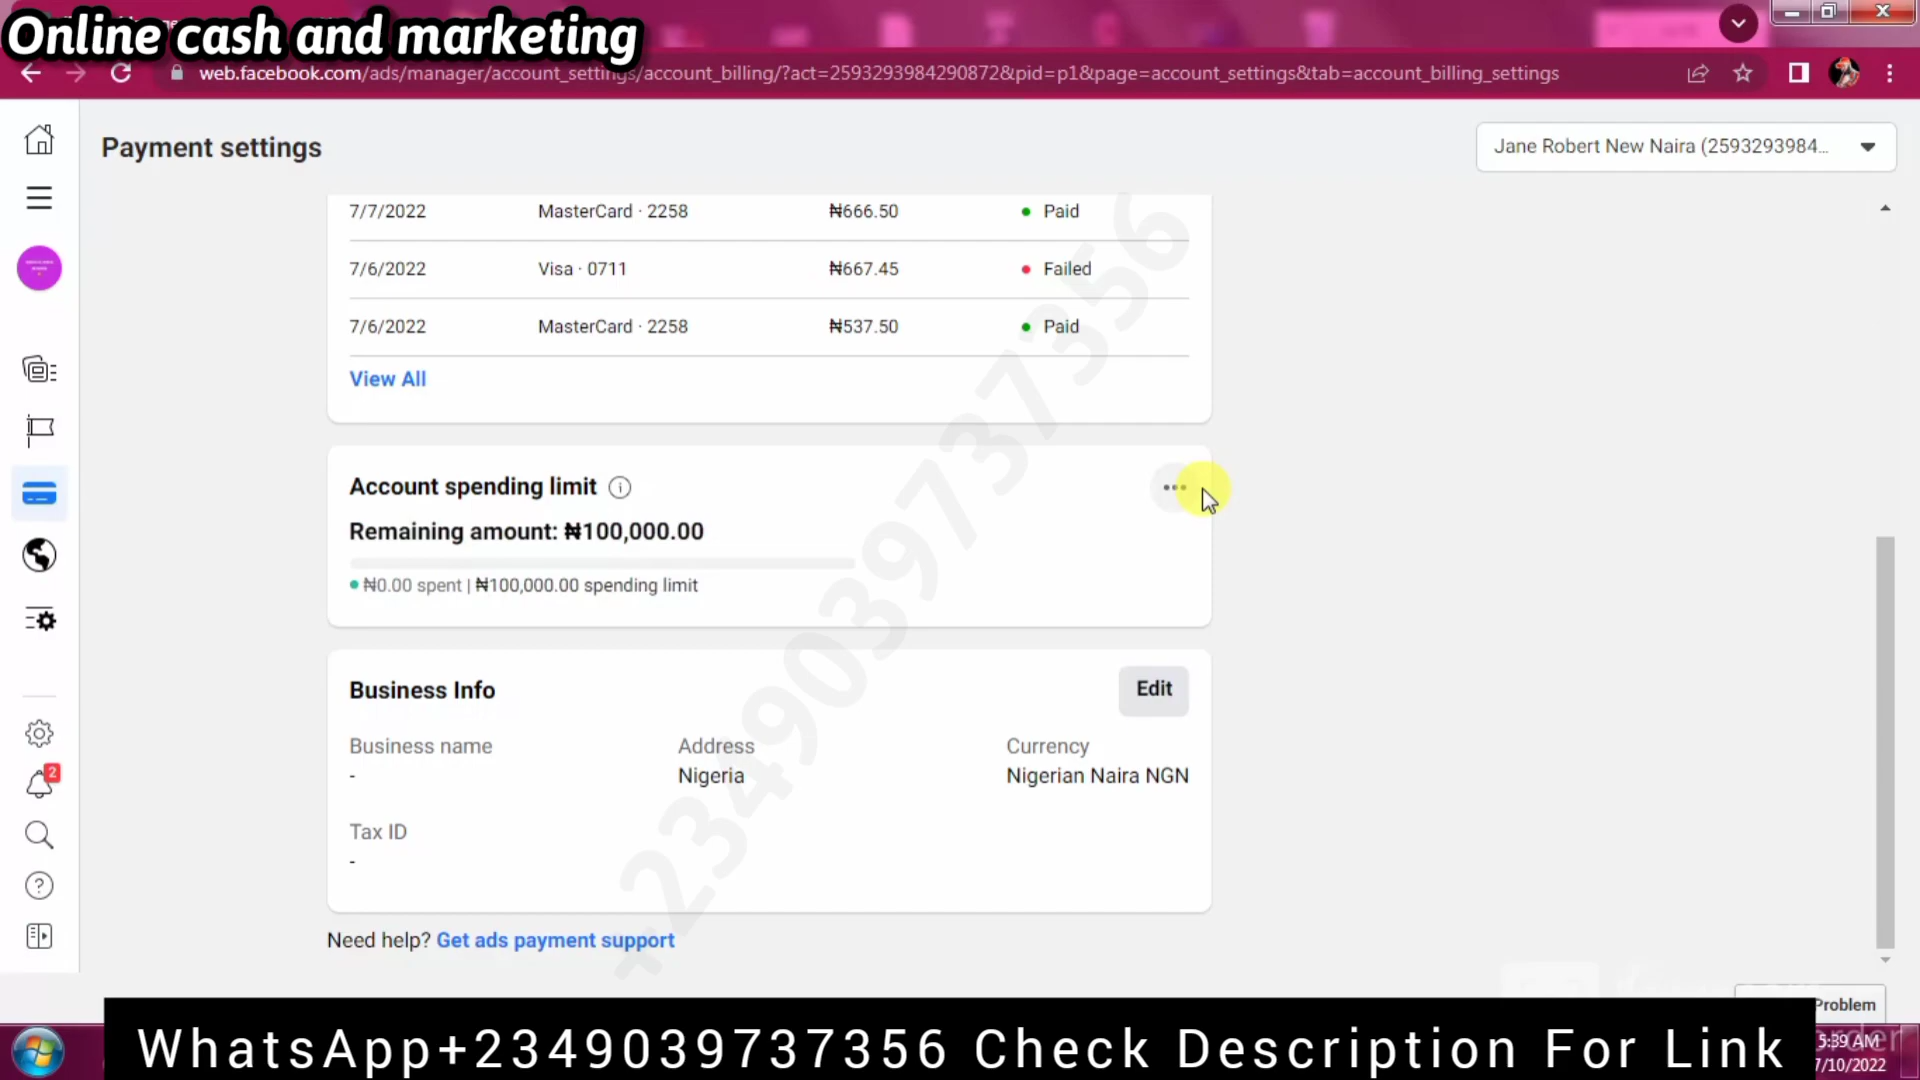 Online cash and marketing
web.facebook.com/ads/manager/account_settings/account_billing/?act=2593293984290872&pid=p1&page=account_settings&tab=account_billing_settings
Payment settings
Jane Robert New Naira (2593293984...
7/7/2022 MasterCard · 2258 ₦666.50 Paid
7/6/2022 Visa · 0711 ₦667.45 Failed
7/6/2022 MasterCard · 2258 ₦537.50 Paid
View All
Account spending limit
Remaining amount: ₦100,000.00
₦0.00 spent | ₦100,000.00 spending limit
Business Info
Edit
Business name Address Currency
- Nigeria Nigerian Naira NGN
Tax ID
-
Need help? Get ads payment support
+2349039737356
2
Problem
WhatsApp+2349039737356 Check Description For Link
5:39 AM
7/10/2022